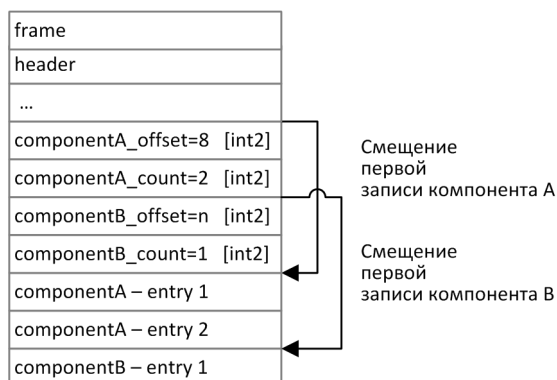 frame
header
...
componentA_offset=8 [int2]
componentA_count=2 [int2]
componentB_offset=n [int2]
componentB_count=1 [int2]
componentA – entry 1
componentA – entry 2
componentB – entry 1
Смещение
первой
записи компонента A
Смещение
первой
записи компонента B